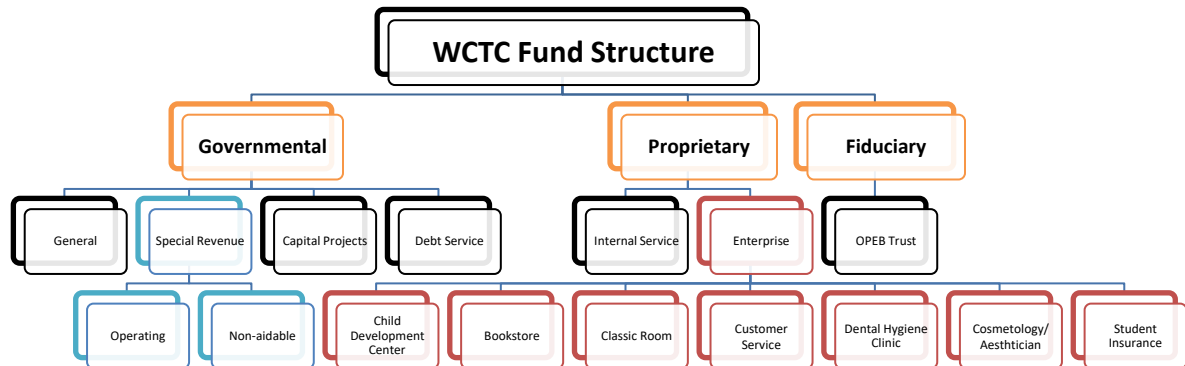 WCTC Fund Structure
Governmental
Proprietary
Fiduciary
General
Special Revenue
Capital Projects
Debt Service
Internal Service
Enterprise
OPEB Trust
Operating
Non-aidable
Child
Development
Center
Bookstore
Classic Room
Customer
Service
Dental Hygiene
Clinic
Cosmetology/
Aesthtician
Student
Insurance